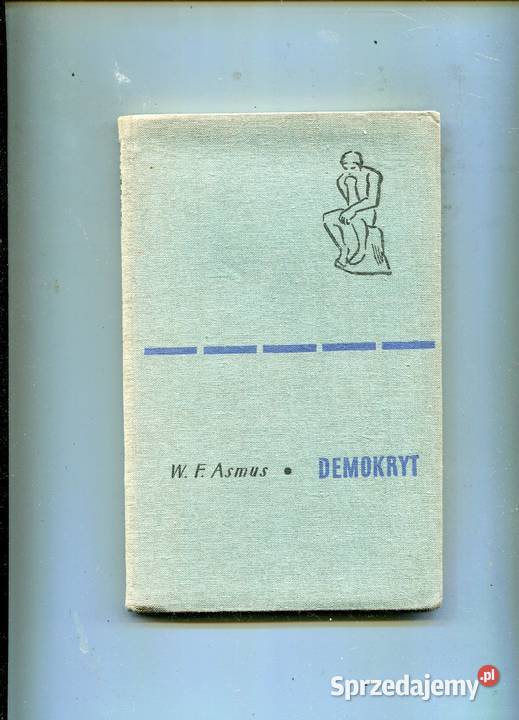 W. F. Asmus • DEMOKRYT
Sprzedajemy.pl